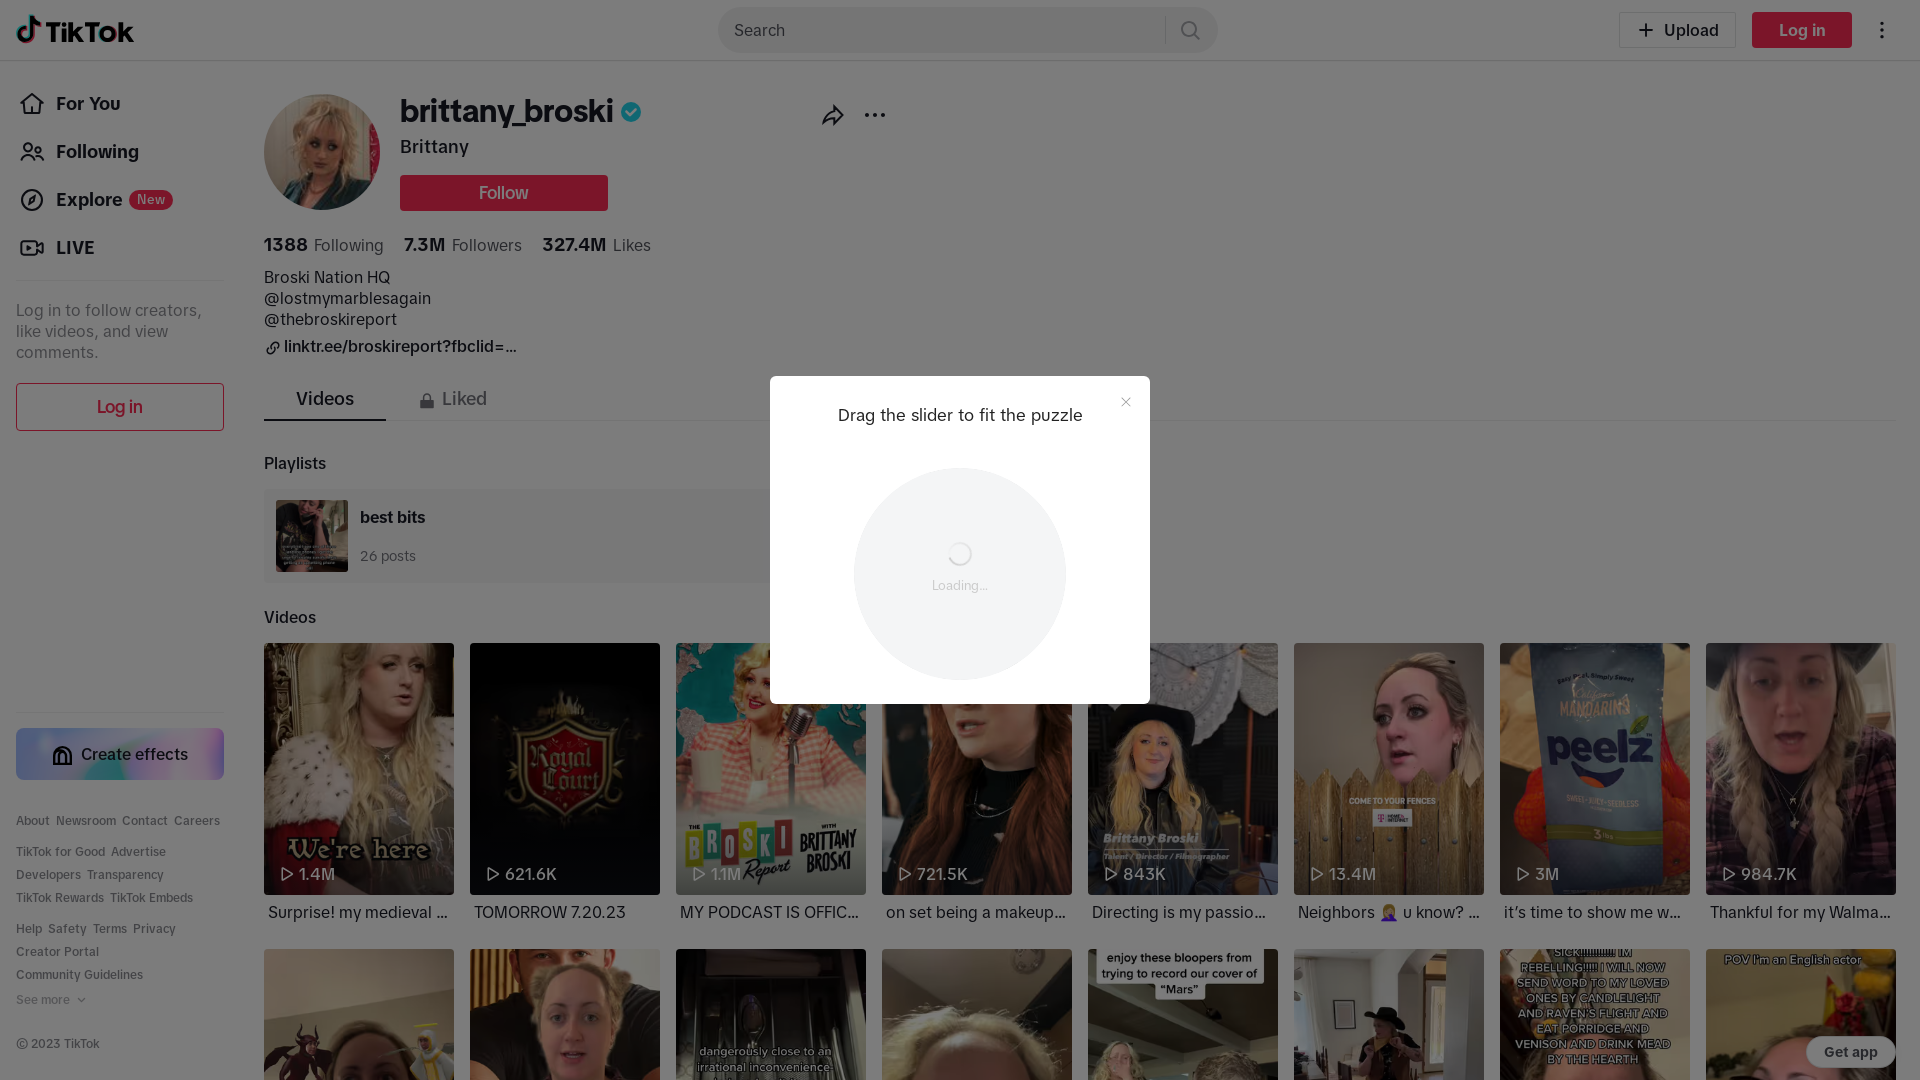 TikTok
Search
Upload
Log in
For You
Following
Explore New
LIVE
Log in to follow creators,
like videos, and view
comments.
Log in
Create effects
About Newsroom Contact Careers
TikTok for Good Advertise
Developers Transparency
TikTok Rewards TikTok Embeds
Help Safety Terms Privacy
Creator Portal
Community Guidelines
See more
© 2023 TikTok
brittany_broski
Brittany
Follow
1388 Following 7.3M Followers 327.4M Likes
Broski Nation HQ
@lostmymarblesagain
@thebroskireport
linktr.ee/broskireport?fbclid=...
Videos
Liked
Playlists
best bits
26 posts
Videos
Drag the slider to fit the puzzle
Loading...
We're here
1.4M
Surprise! my medieval ...
Royal
Court
621.6K
TOMORROW 7.20.23
THE
BROSKI
Report
WITH
BRITTANY
BROSKI
1.1M
MY PODCAST IS OFFIC...
721.5K
on set being a makeup...
Brittany Broski
Talent / Director / Filmographer
843K
Directing is my passio...
COME TO YOUR FENCES
13.4M
Neighbors 🤦🏼‍♀️ u know? ...
California
MANDARINS
peelz
SWEET·JUICY·SEEDLESS
3 lbs
3M
it’s time to show me w...
984.7K
Thankful for my Walma...
dangerously close to an
irrational inconvenience
enjoy these bloopers from
trying to record our cover of
“Mars”
SICK!!!!!!!!!!! IM
REBELLING!!!!! I WILL NOW
SEND WORD TO MY LOVED
ONES BY CANDLELIGHT
AND RAVEN'S FLIGHT AND
EAT PORRIDGE AND
VENISON AND DRINK MEAD
BY THE HEARTH
POV I'm an English actor
Get app